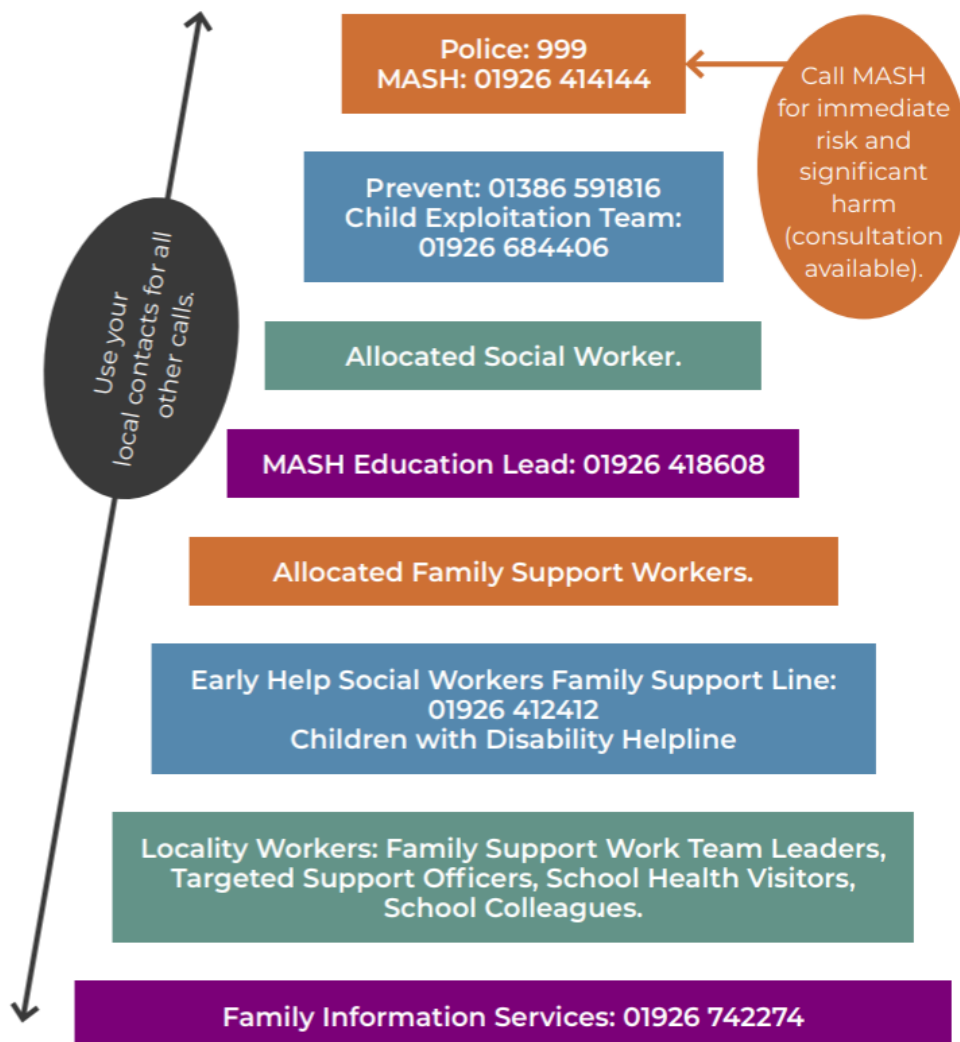 Police: 999
MASH: 01926 414144
Call MASH
for immediate
risk and
significant
harm
(consultation
available).
Prevent: 01386 591816
Child Exploitation Team:
01926 684406
Use your
local contacts for all
other calls.
Allocated Social Worker.
MASH Education Lead: 01926 418608
Allocated Family Support Workers.
Early Help Social Workers Family Support Line:
01926 412412
Children with Disability Helpline
Locality Workers: Family Support Work Team Leaders,
Targeted Support Officers, School Health Visitors,
School Colleagues.
Family Information Services: 01926 742274